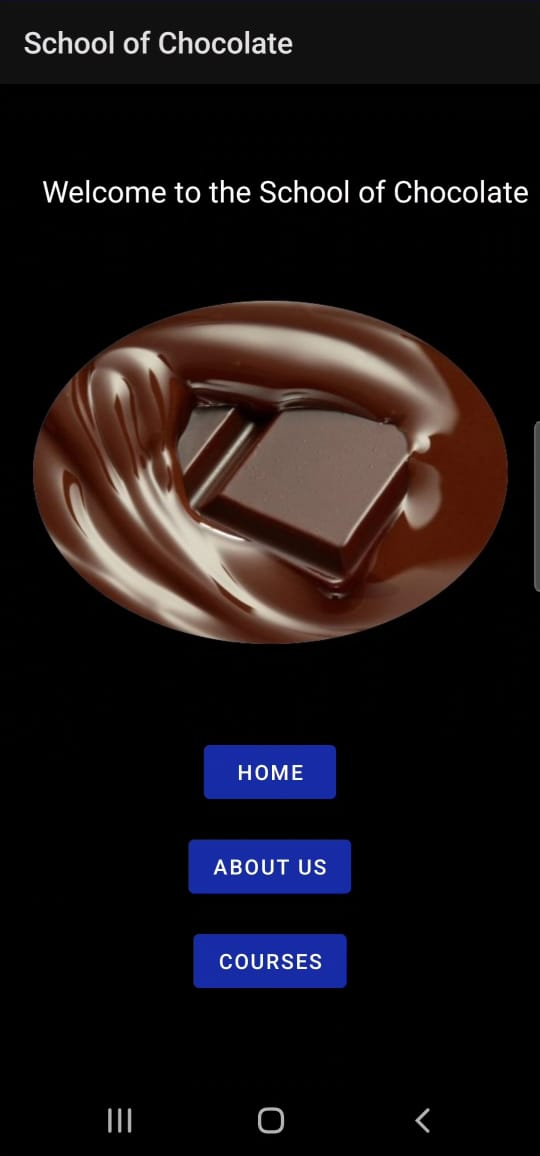 School of Chocolate
Welcome to the School of Chocolate
HOME
ABOUT US
COURSES